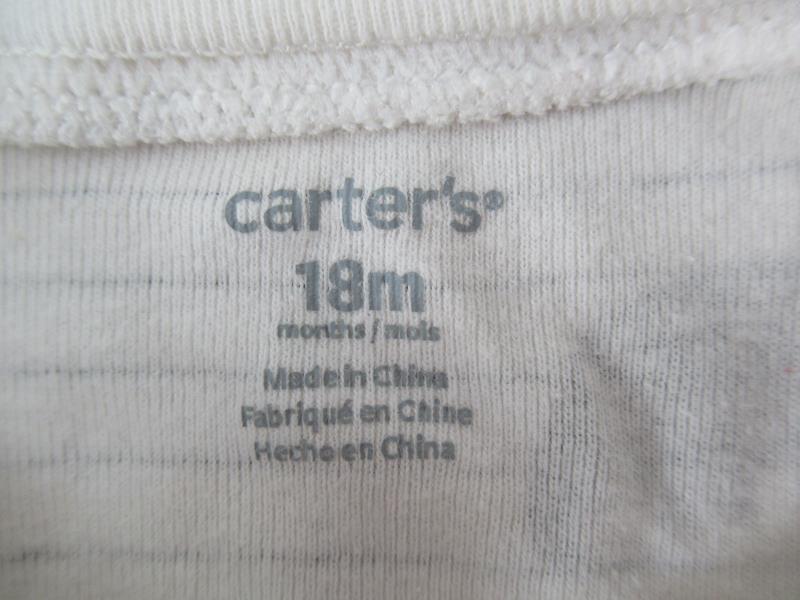 carter's®
18m
months / mois
Made in China
Fabriqué en Chine
Hecho en China